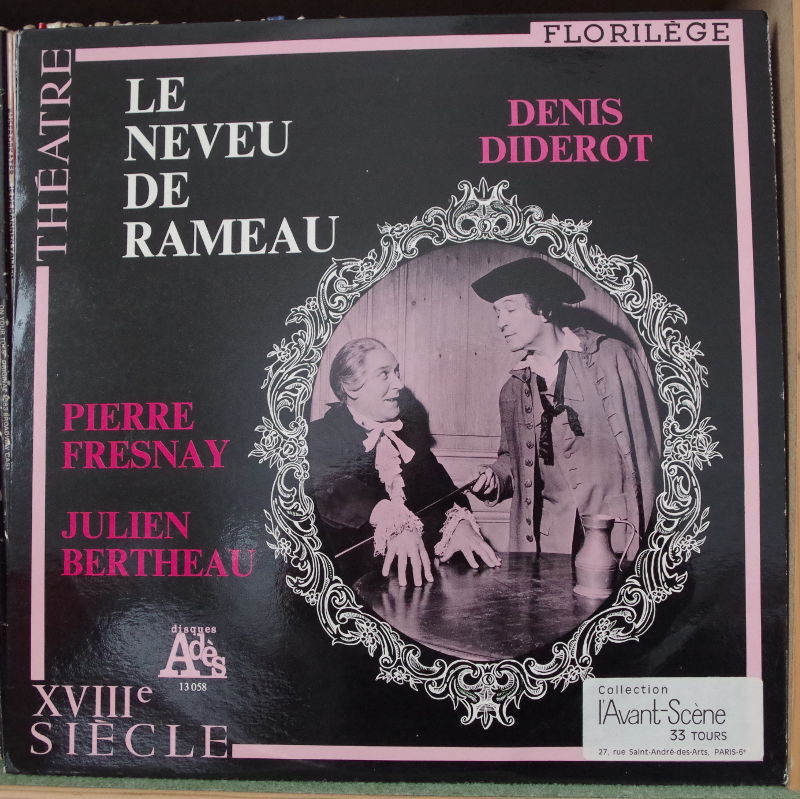 FLORILÈGE
THÉATRE
LE
NEVEU
DE
RAMEAU
DENIS
DIDEROT
PIERRE
FRESNAY
JULIEN
BERTHEAU
disques
Adès
13 058
XVIIIe
SIÈCLE
Collection
l'Avant-Scène
33 TOURS
27, rue Saint-André-des-Arts, PARIS-6e